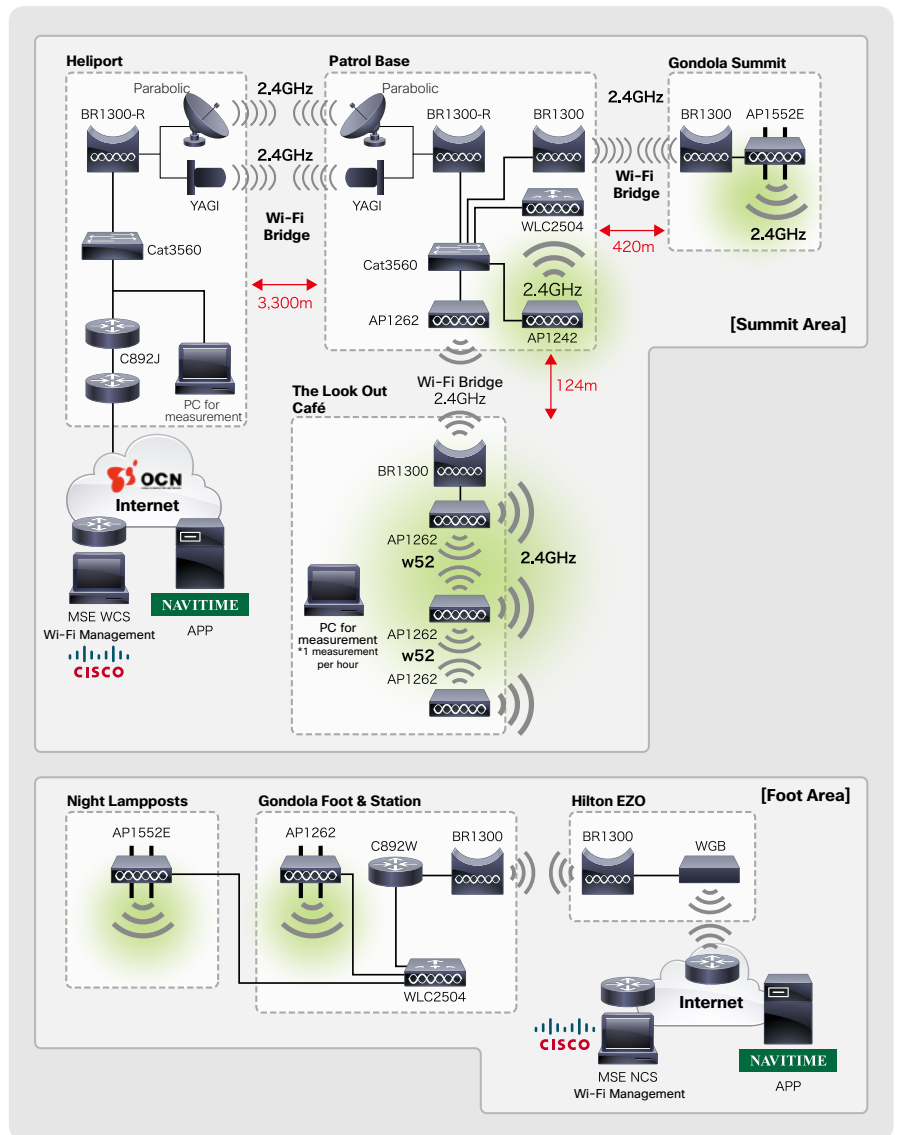 Heliport
Patrol Base
Gondola Summit
Parabolic
2.4GHz
Parabolic
2.4GHz
BR1300-R
BR1300-R
BR1300
BR1300
AP1552E
2.4GHz
YAGI
YAGI
Wi-Fi
Bridge
Wi-Fi
Bridge
WLC2504
2.4GHz
420m
Cat3560
Cat3560
3,300m
2.4GHz
AP1262
AP1242
[Summit Area]
C892J
PC for
measurement
Wi-Fi Bridge
2.4GHz
124m
The Look Out
Café
BR1300
OCN
Internet
AP1262
w52
2.4GHz
MSE WCS
Wi-Fi Management
CISCO
NAVITIME
APP
PC for
measurement
*1 measurement
per hour
AP1262
w52
AP1262
[Foot Area]
Night Lampposts
Gondola Foot & Station
Hilton EZO
AP1552E
AP1262
C892W
BR1300
BR1300
WGB
WLC2504
Internet
CISCO
MSE NCS
Wi-Fi Management
NAVITIME
APP